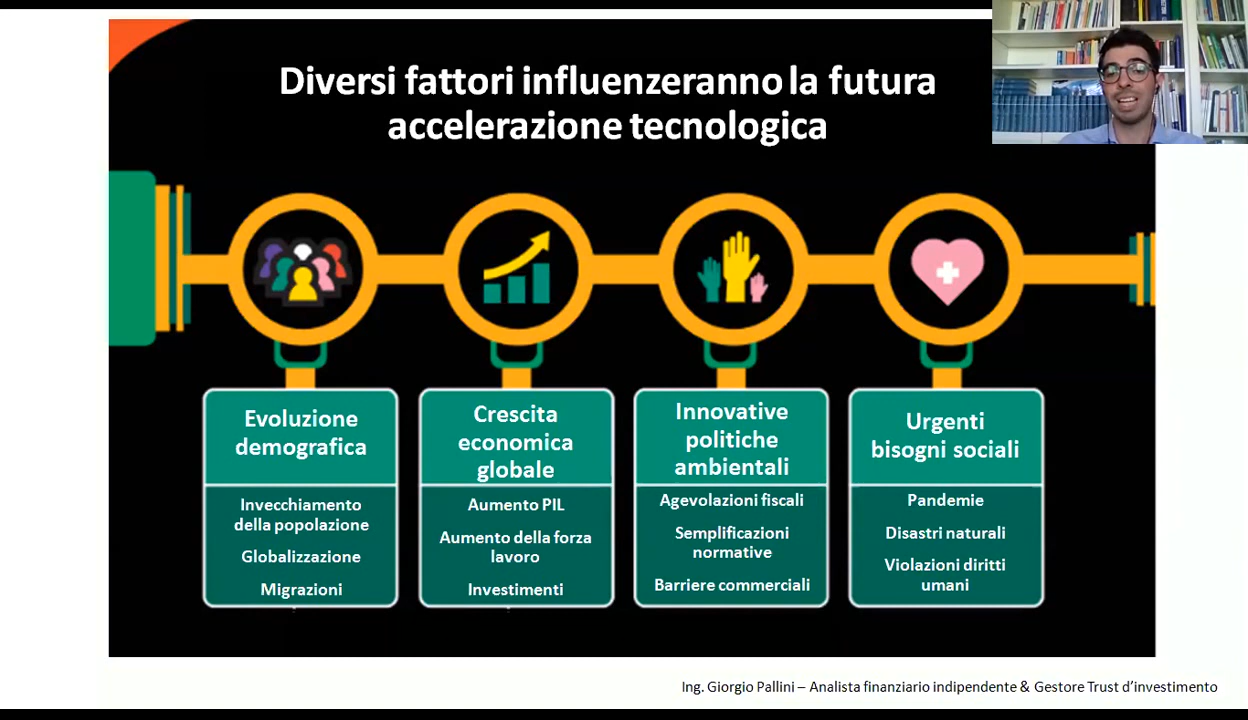 Diversi fattori influenzeranno la futura
accelerazione tecnologica
Evoluzione
demografica
Invecchiamento
della popolazione
Globalizzazione
Migrazioni
Crescita
economica
globale
Aumento PIL
Aumento della forza
lavoro
Investimenti
Innovative
politiche
ambientali
Agevolazioni fiscali
Semplificazioni
normative
Barriere commerciali
Urgenti
bisogni sociali
Pandemie
Disastri naturali
Violazioni diritti
umani
Ing. Giorgio Pallini – Analista finanziario indipendente & Gestore Trust d’investimento